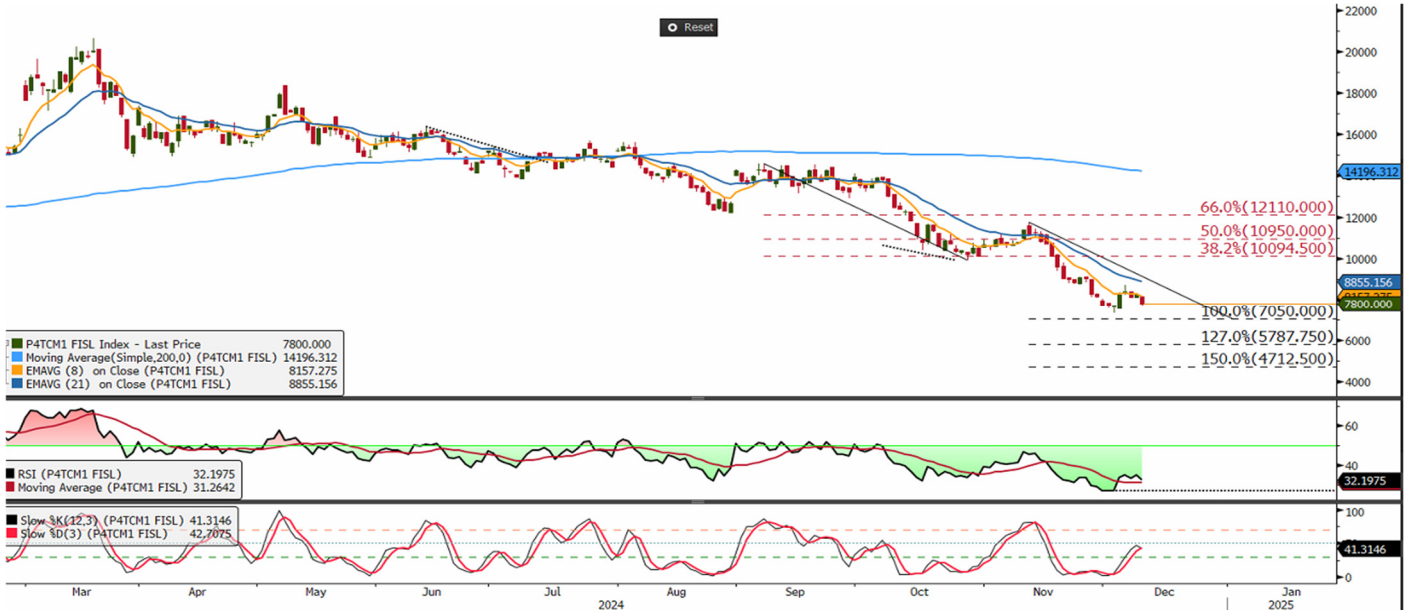 Reset
22000
20000
18000
16000
14196.312
12000
10000
8855.156
7800.000
6000
4000
66.0%(12110.000)
50.0%(10950.000)
38.2%(10094.500)
100.0%(7050.000)
127.0%(5787.750)
150.0%(4712.500)
P4TCM1 FISL Index - Last Price 7800.000
Moving Average(Simple,200,0) (P4TCM1 FISL) 14196.312
EMAVG (8) on Close (P4TCM1 FISL) 8157.275
EMAVG (21) on Close (P4TCM1 FISL) 8855.156
60
40
32.1975
RSI (P4TCM1 FISL) 32.1975
Moving Average (P4TCM1 FISL) 31.2642
Slow %K(12,3) (P4TCM1 FISL) 41.3146
Slow %D(3) (P4TCM1 FISL) 42.7075
100
41.3146
0
Mar Apr May Jun Jul Aug Sep Oct Nov Dec Jan
2024 2025